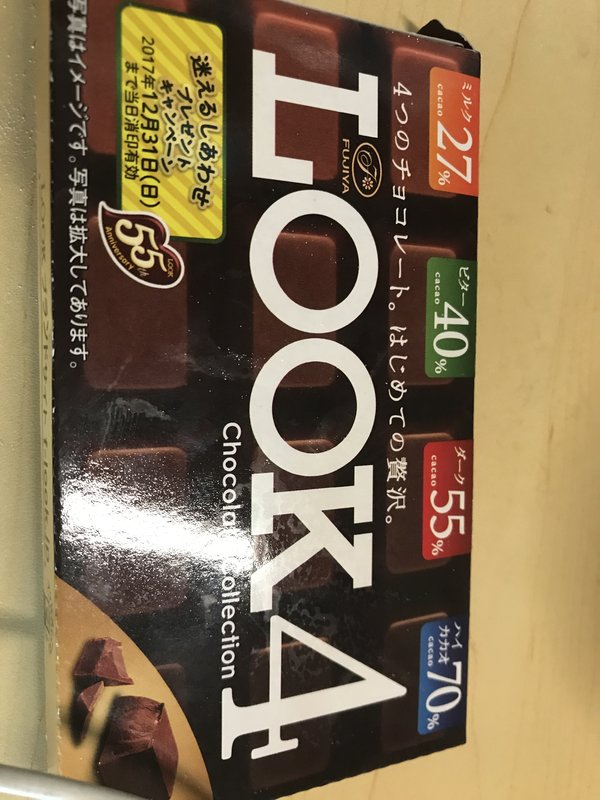 ミルク
cacao 27%
ビター
cacao 40%
ダーク
cacao 55%
ハイ
カカオ
cacao 70%
4つのチョコレート。はじめての贅沢。
FUJIYA
LOOK4
Chocola ollection
迷えるしあわせ
プレゼント
キャンペーン
2017年12月31日(日)
まで当日消印有効
LOOK
55th
Anniversary
写真はイメージです。写真は拡大してあります。